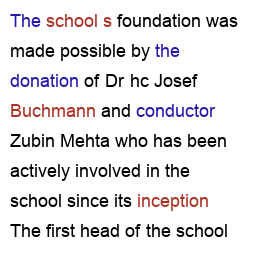 The school s foundation was
made possible by the
donation of Dr hc Josef
Buchmann and conductor
Zubin Mehta who has been
actively involved in the
school since its inception
The first head of the school